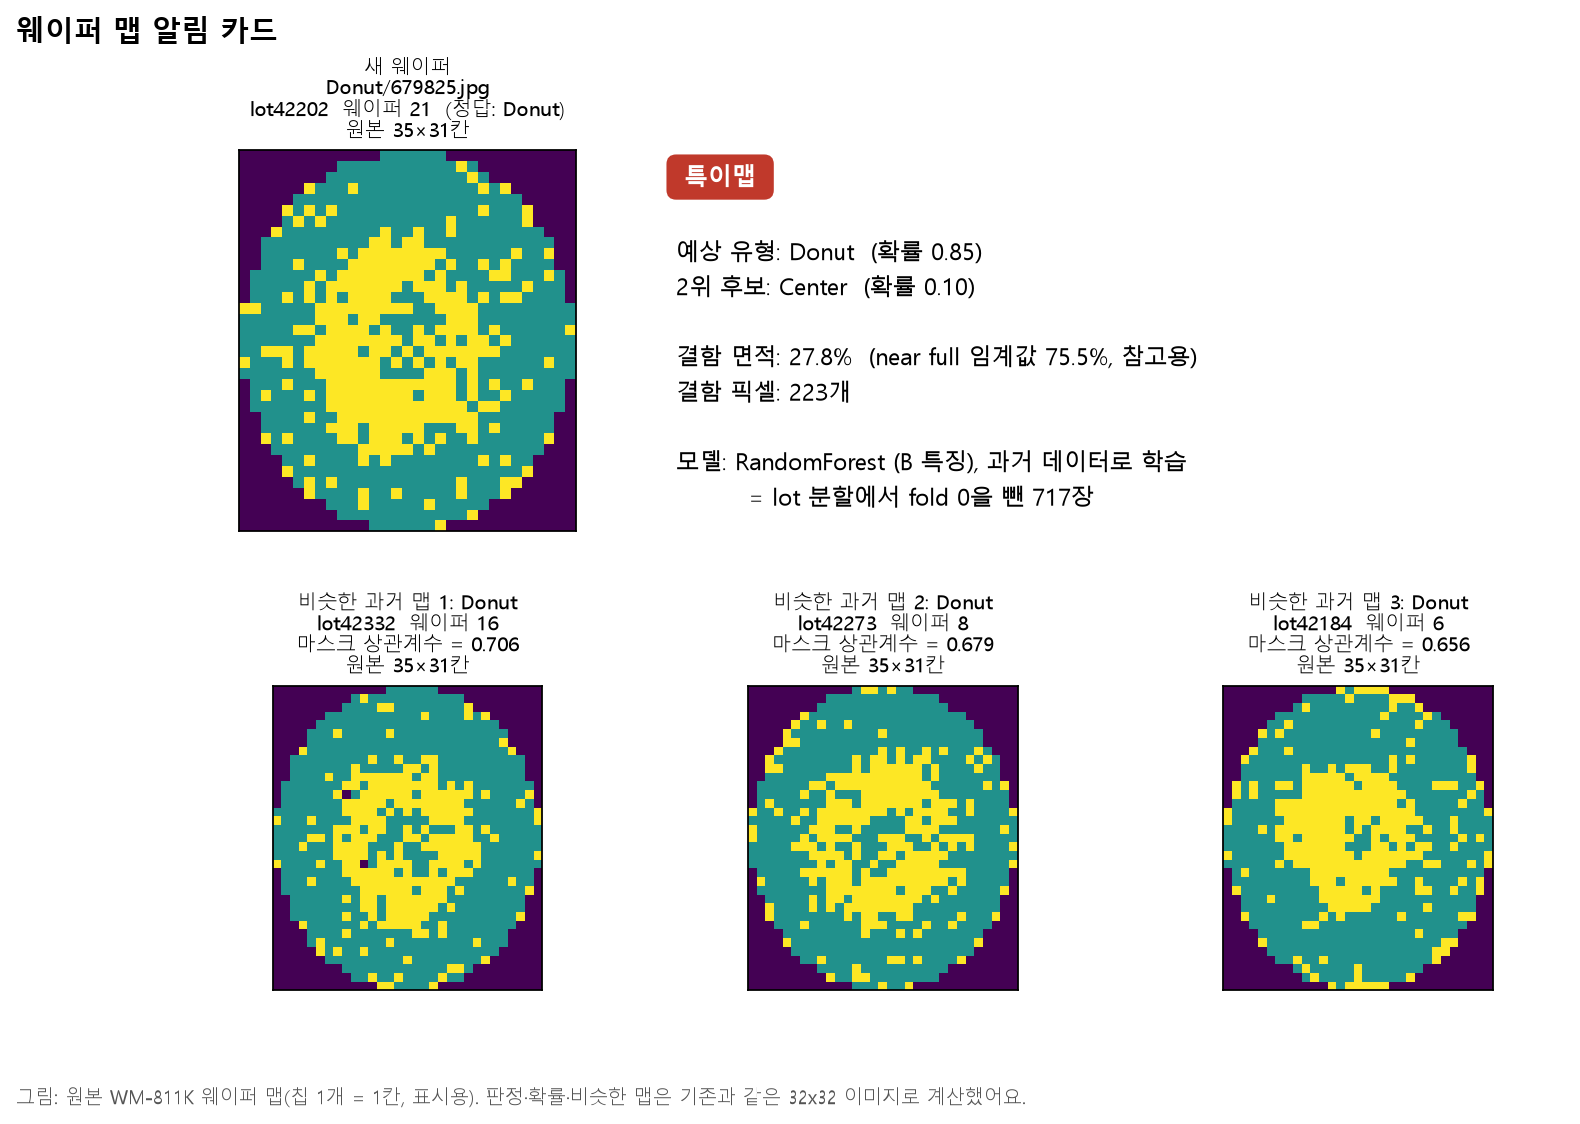 웨이퍼 맵 알림 카드
새 웨이퍼
Donut/679825.jpg
lot42202 웨이퍼 21 (정답: Donut)
원본 35×31칸
특이맵
예상 유형: Donut (확률 0.85)
2위 후보: Center (확률 0.10)
결함 면적: 27.8% (near full 임계값 75.5%, 참고용)
결함 픽셀: 223개
모델: RandomForest (B 특징), 과거 데이터로 학습
= lot 분할에서 fold 0을 뺀 717장
비슷한 과거 맵 1: Donut
lot42332 웨이퍼 16
마스크 상관계수 = 0.706
원본 35×31칸
비슷한 과거 맵 2: Donut
lot42273 웨이퍼 8
마스크 상관계수 = 0.679
원본 35×31칸
비슷한 과거 맵 3: Donut
lot42184 웨이퍼 6
마스크 상관계수 = 0.656
원본 35×31칸
그림: 원본 WM-811K 웨이퍼 맵(칩 1개 = 1칸, 표시용). 판정·확률·비슷한 맵은 기존과 같은 32x32 이미지로 계산했어요.